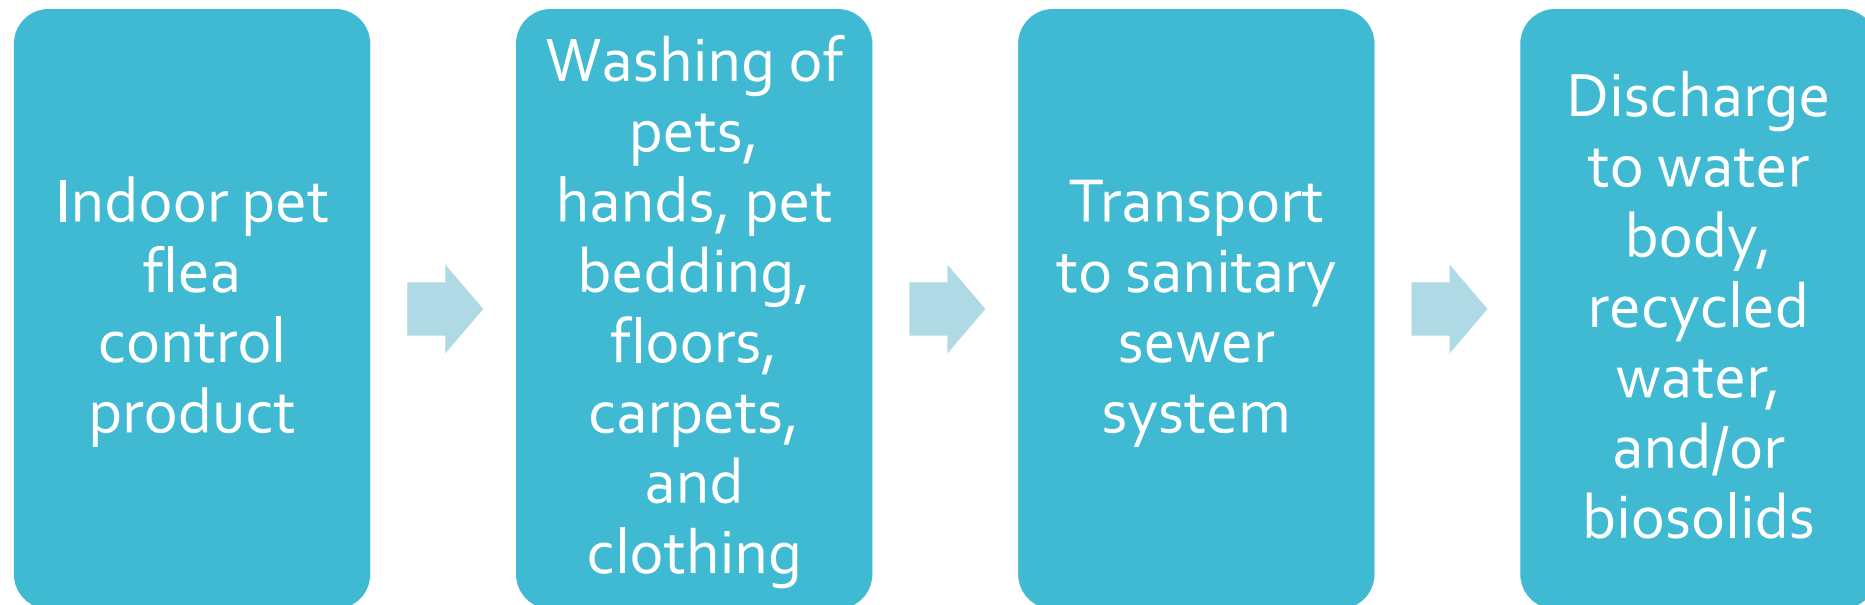 Indoor pet
flea
control
product
Washing of
pets,
hands, pet
bedding,
floors,
carpets,
and
clothing
Transport
to sanitary
sewer
system
Discharge
to water
body,
recycled
water,
and/or
biosolids